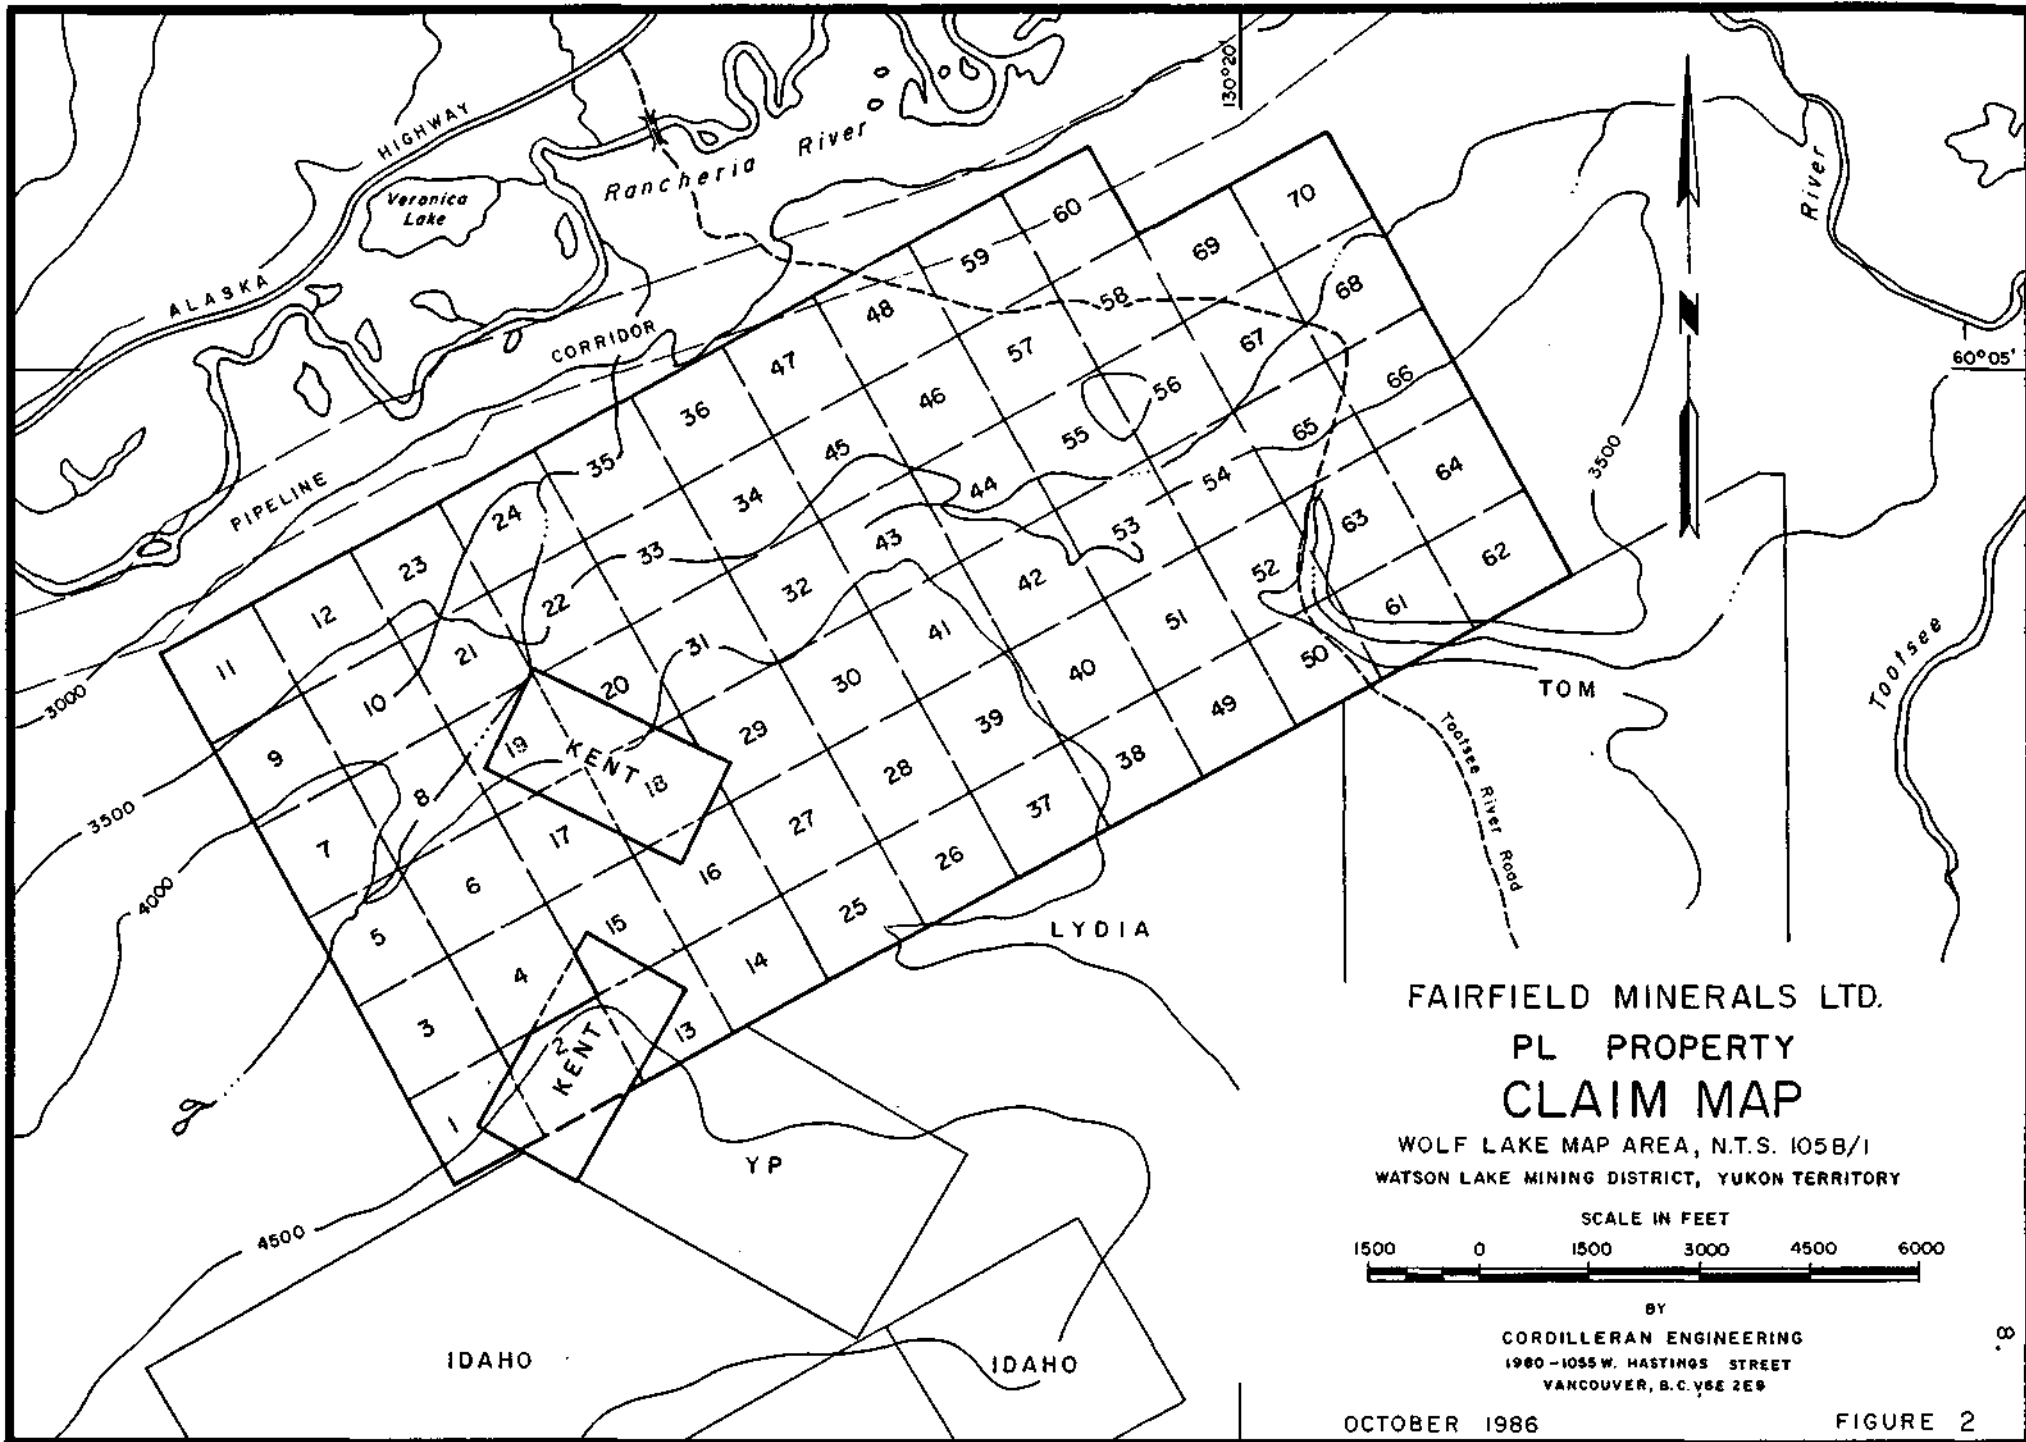 130°20'
HIGHWAY
ALASKA
Veronica
Lake
Rancheria River
River
60°05'
PIPELINE
CORRIDOR
3000
3500
4000
4500
3500
Tootsee
Tootsee River Road
TOM
LYDIA
YP
IDAHO
IDAHO
KENT
KENT
N
60
70
59
69
48
58
68
47
57
67
36
46
56
66
35
45
55
65
24
34
44
54
64
23
33
43
53
63
12
22
32
42
52
62
11
21
31
41
51
61
10
20
30
40
50
9
19
29
39
49
8
18
28
38
7
17
27
37
6
16
26
5
15
25
4
14
3
13
2
1
FAIRFIELD MINERALS LTD.
PL PROPERTY
CLAIM MAP
WOLF LAKE MAP AREA, N.T.S. 105B/1
WATSON LAKE MINING DISTRICT, YUKON TERRITORY
SCALE IN FEET
1500 0 1500 3000 4500 6000
BY
CORDILLERAN ENGINEERING
1980-1055 W. HASTINGS STREET
VANCOUVER, B.C. V6E 2E9
OCTOBER 1986
FIGURE 2
8.